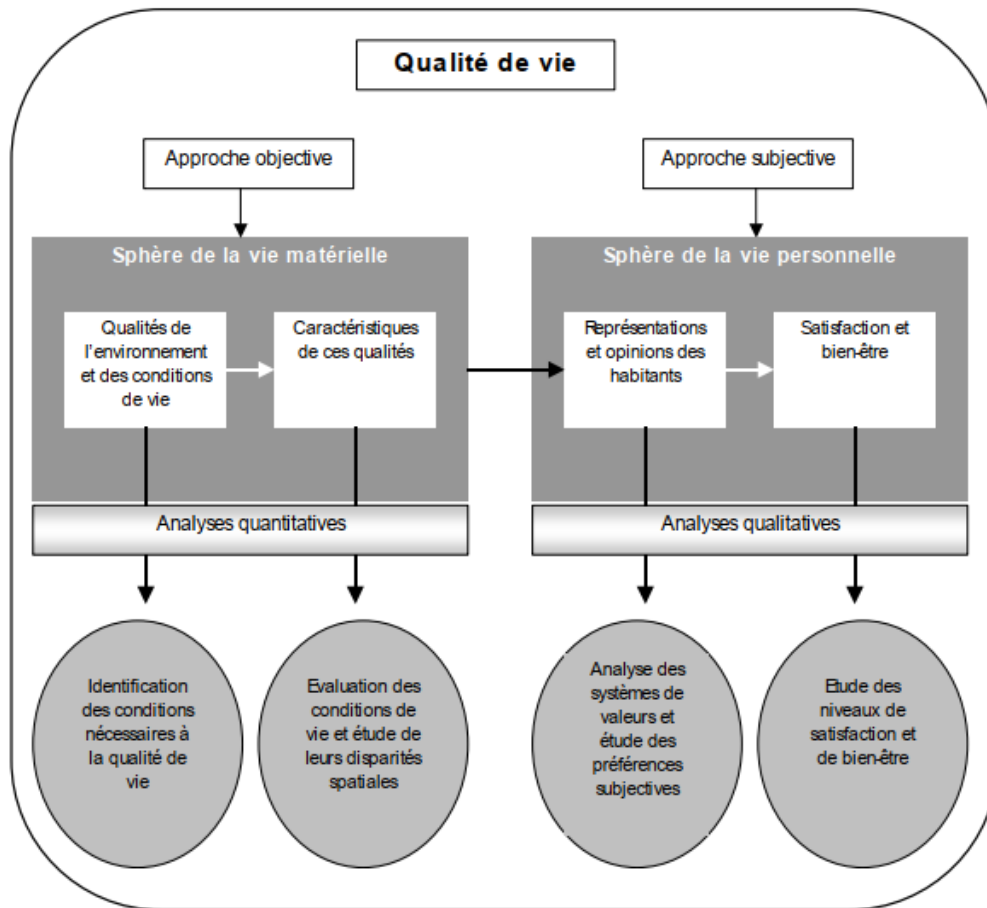 Qualité de vie
Approche objective
Approche subjective
Sphère de la vie matérielle
Sphère de la vie personnelle
Qualités de
l'environnement
et des conditions
de vie
Caractéristiques
de ces qualités
Représentations
et opinions des
habitants
Satisfaction et
bien-être
Analyses quantitatives
Analyses qualitatives
Identification
des conditions
nécessaires à
la qualité de
vie
Evaluation des
conditions de
vie et étude de
leurs disparités
spatiales
Analyse des
systèmes de
valeurs et
étude des
préférences
subjectives
Etude des
niveaux de
satisfaction et
de bien-être